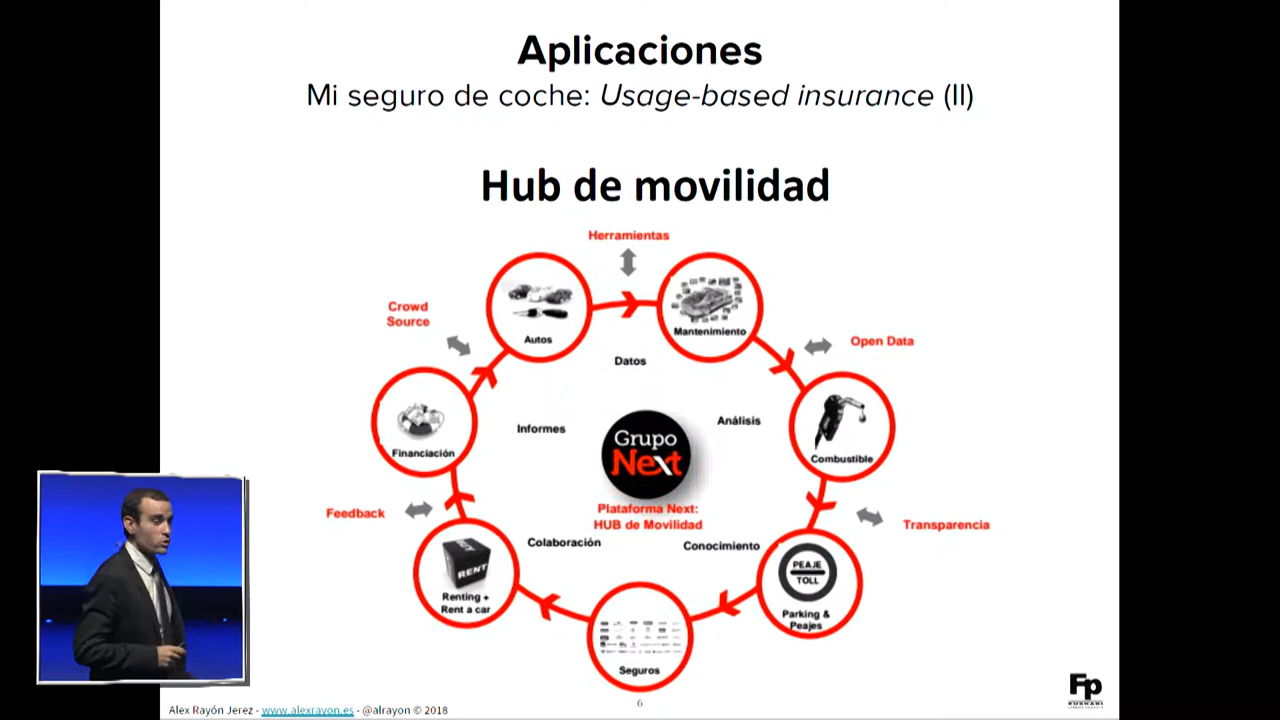 Aplicaciones
Mi seguro de coche: Usage-based insurance (II)
Hub de movilidad
Herramientas
Crowd
Source
Autos
Mantenimiento
Open Data
Datos
Informes
Análisis
Financiación
Grupo
Next
Combustible
Plataforma Next:
HUB de Movilidad
Feedback
Transparencia
Colaboración
Conocimiento
RENT
Renting +
Rent a car
PEAJE
TOLL
Parking &
Peajes
Seguros
Alex Rayón Jerez - www.alexrayon.es - @alrayon © 2018
6
Fp
EUSKADI